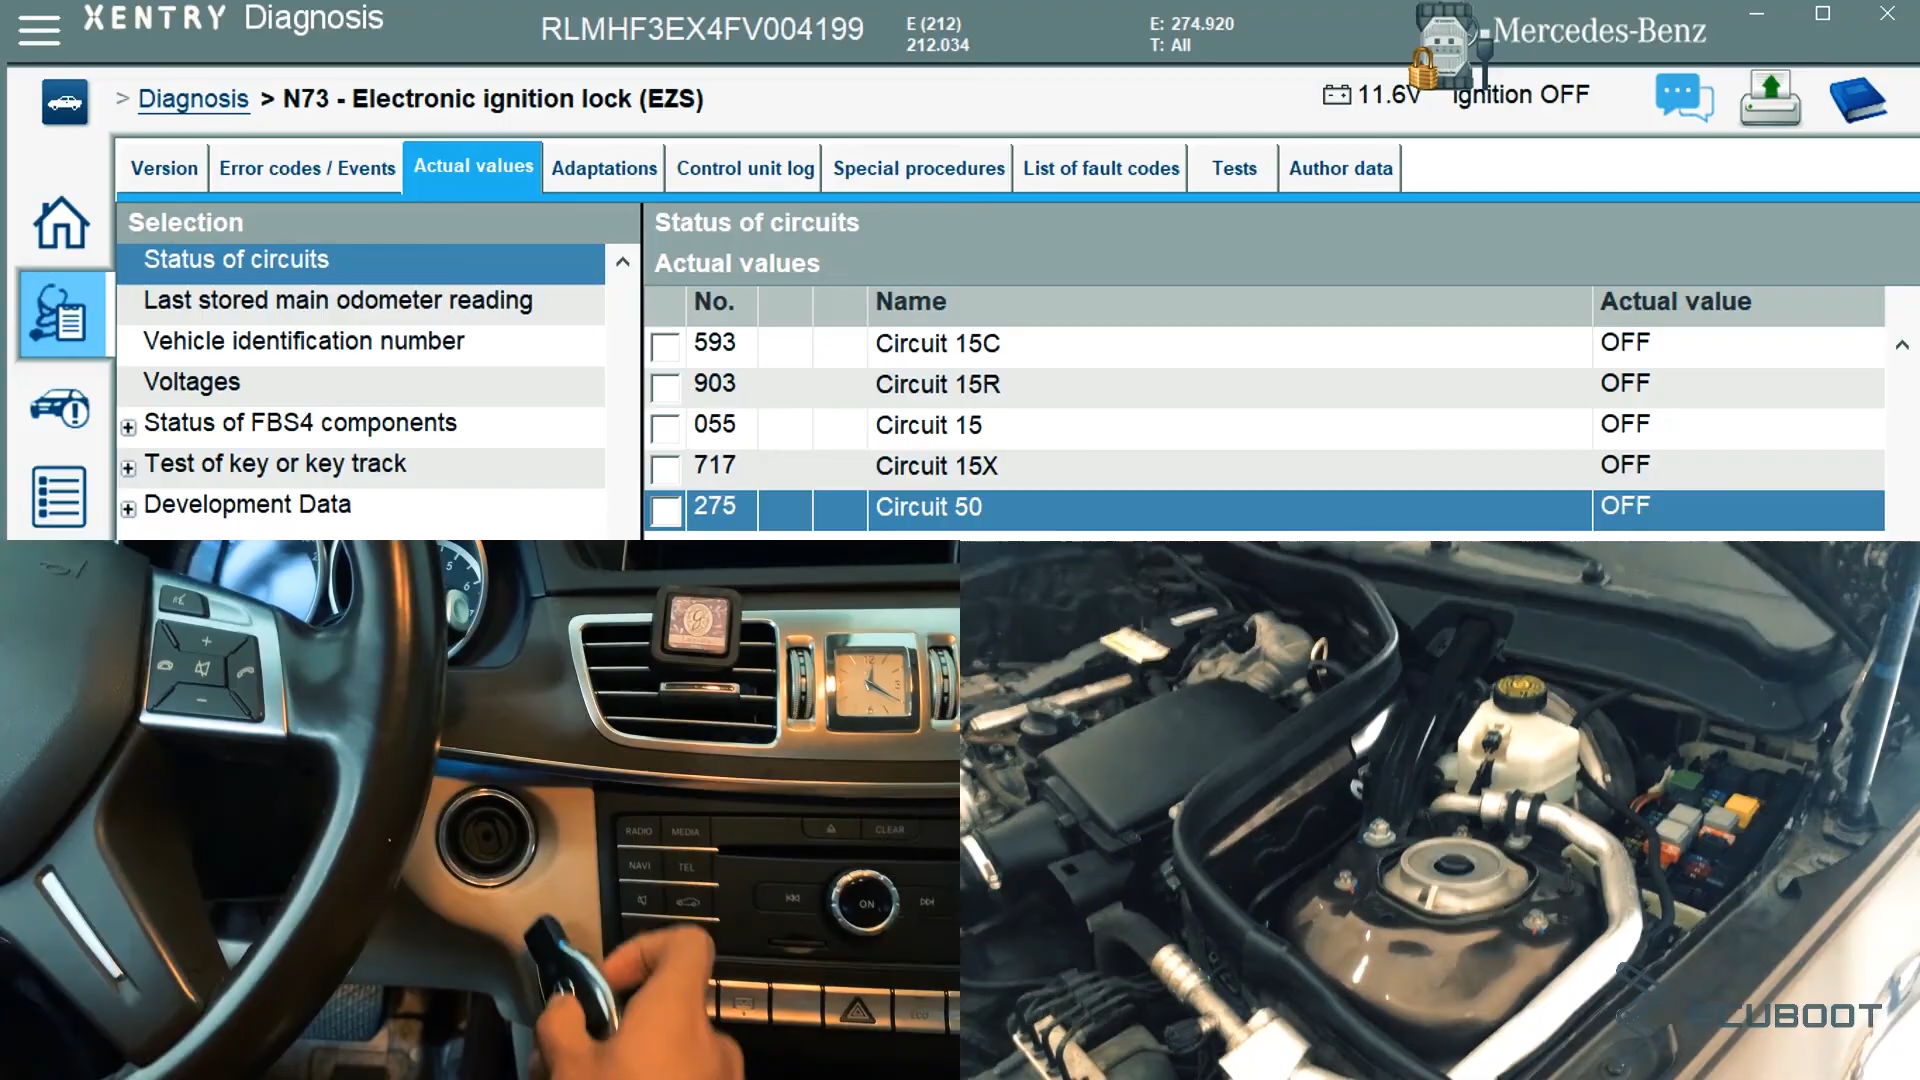 XENTRY Diagnosis
RLMHF3EX4FV004199
E (212)
212.034
E: 274.920
T: All
Mercedes-Benz
> Diagnosis > N73 - Electronic ignition lock (EZS)
11.6V
Ignition OFF
Version
Error codes / Events
Actual values
Adaptations
Control unit log
Special procedures
List of fault codes
Tests
Author data
Selection
Status of circuits
Last stored main odometer reading
Vehicle identification number
Voltages
Status of FBS4 components
Test of key or key track
Development Data
Status of circuits
Actual values
No. Name Actual value
593 Circuit 15C OFF
903 Circuit 15R OFF
055 Circuit 15 OFF
717 Circuit 15X OFF
275 Circuit 50 OFF
RADIO MEDIA
CLEAR
NAVI TEL
ON
ECO